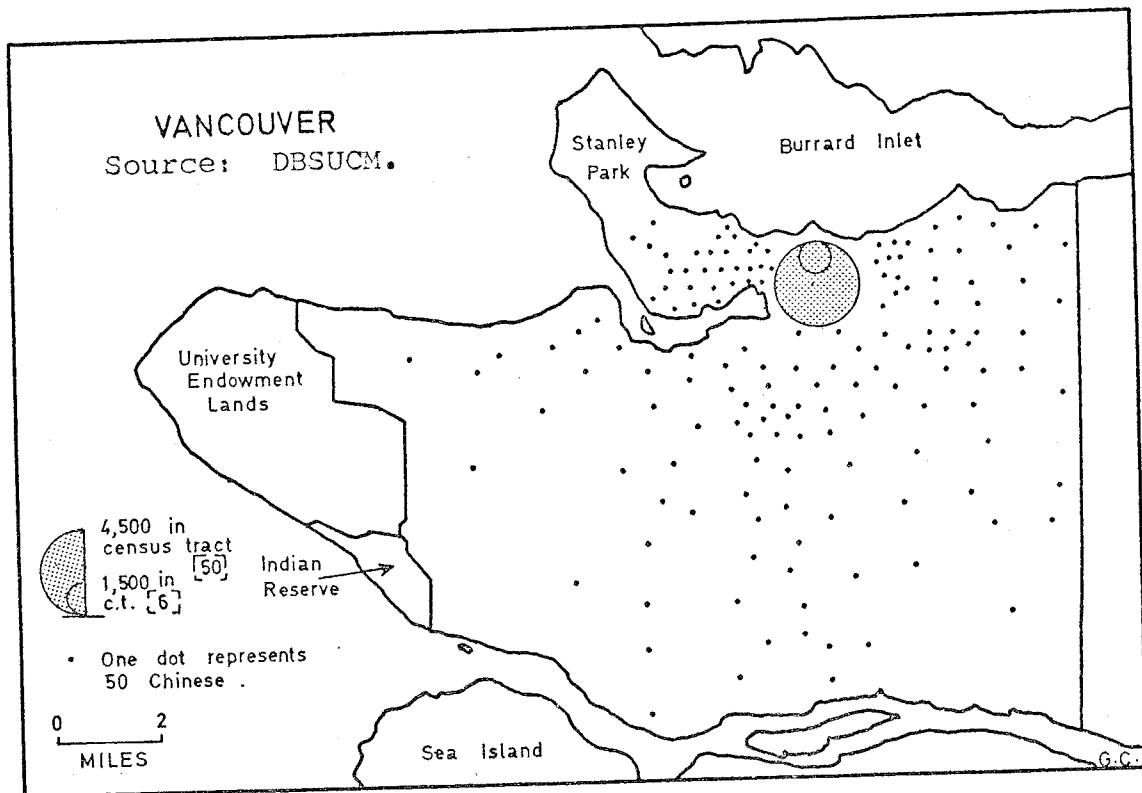 VANCOUVER
Source: DBSUCM.
Stanley
Park
Burrard Inlet
University
Endowment
Lands
4,500 in
census tract
[50]
1,500 in
c.t. [6]
Indian
Reserve
• One dot represents
50 Chinese .
0 2
MILES
Sea Island
G.C.